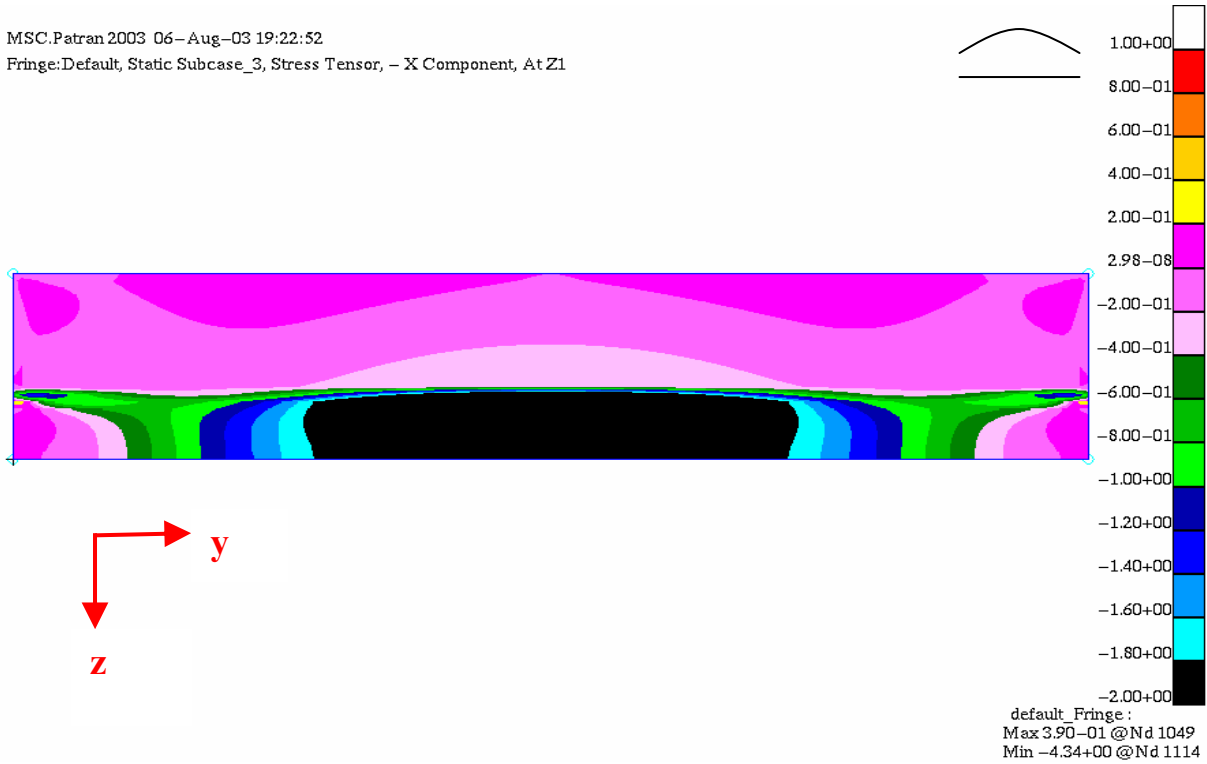 MSC.Patran 2003 06-Aug-03 19:22:52
Fringe:Default, Static Subcase_3, Stress Tensor, - X Component, At Z1
1.00+00
8.00-01
6.00-01
4.00-01
2.00-01
2.98-08
-2.00-01
-4.00-01
-6.00-01
-8.00-01
-1.00+00
-1.20+00
-1.40+00
-1.60+00
-1.80+00
-2.00+00
y
z
default_Fringe :
Max 3.90-01 @Nd 1049
Min -4.34+00 @Nd 1114